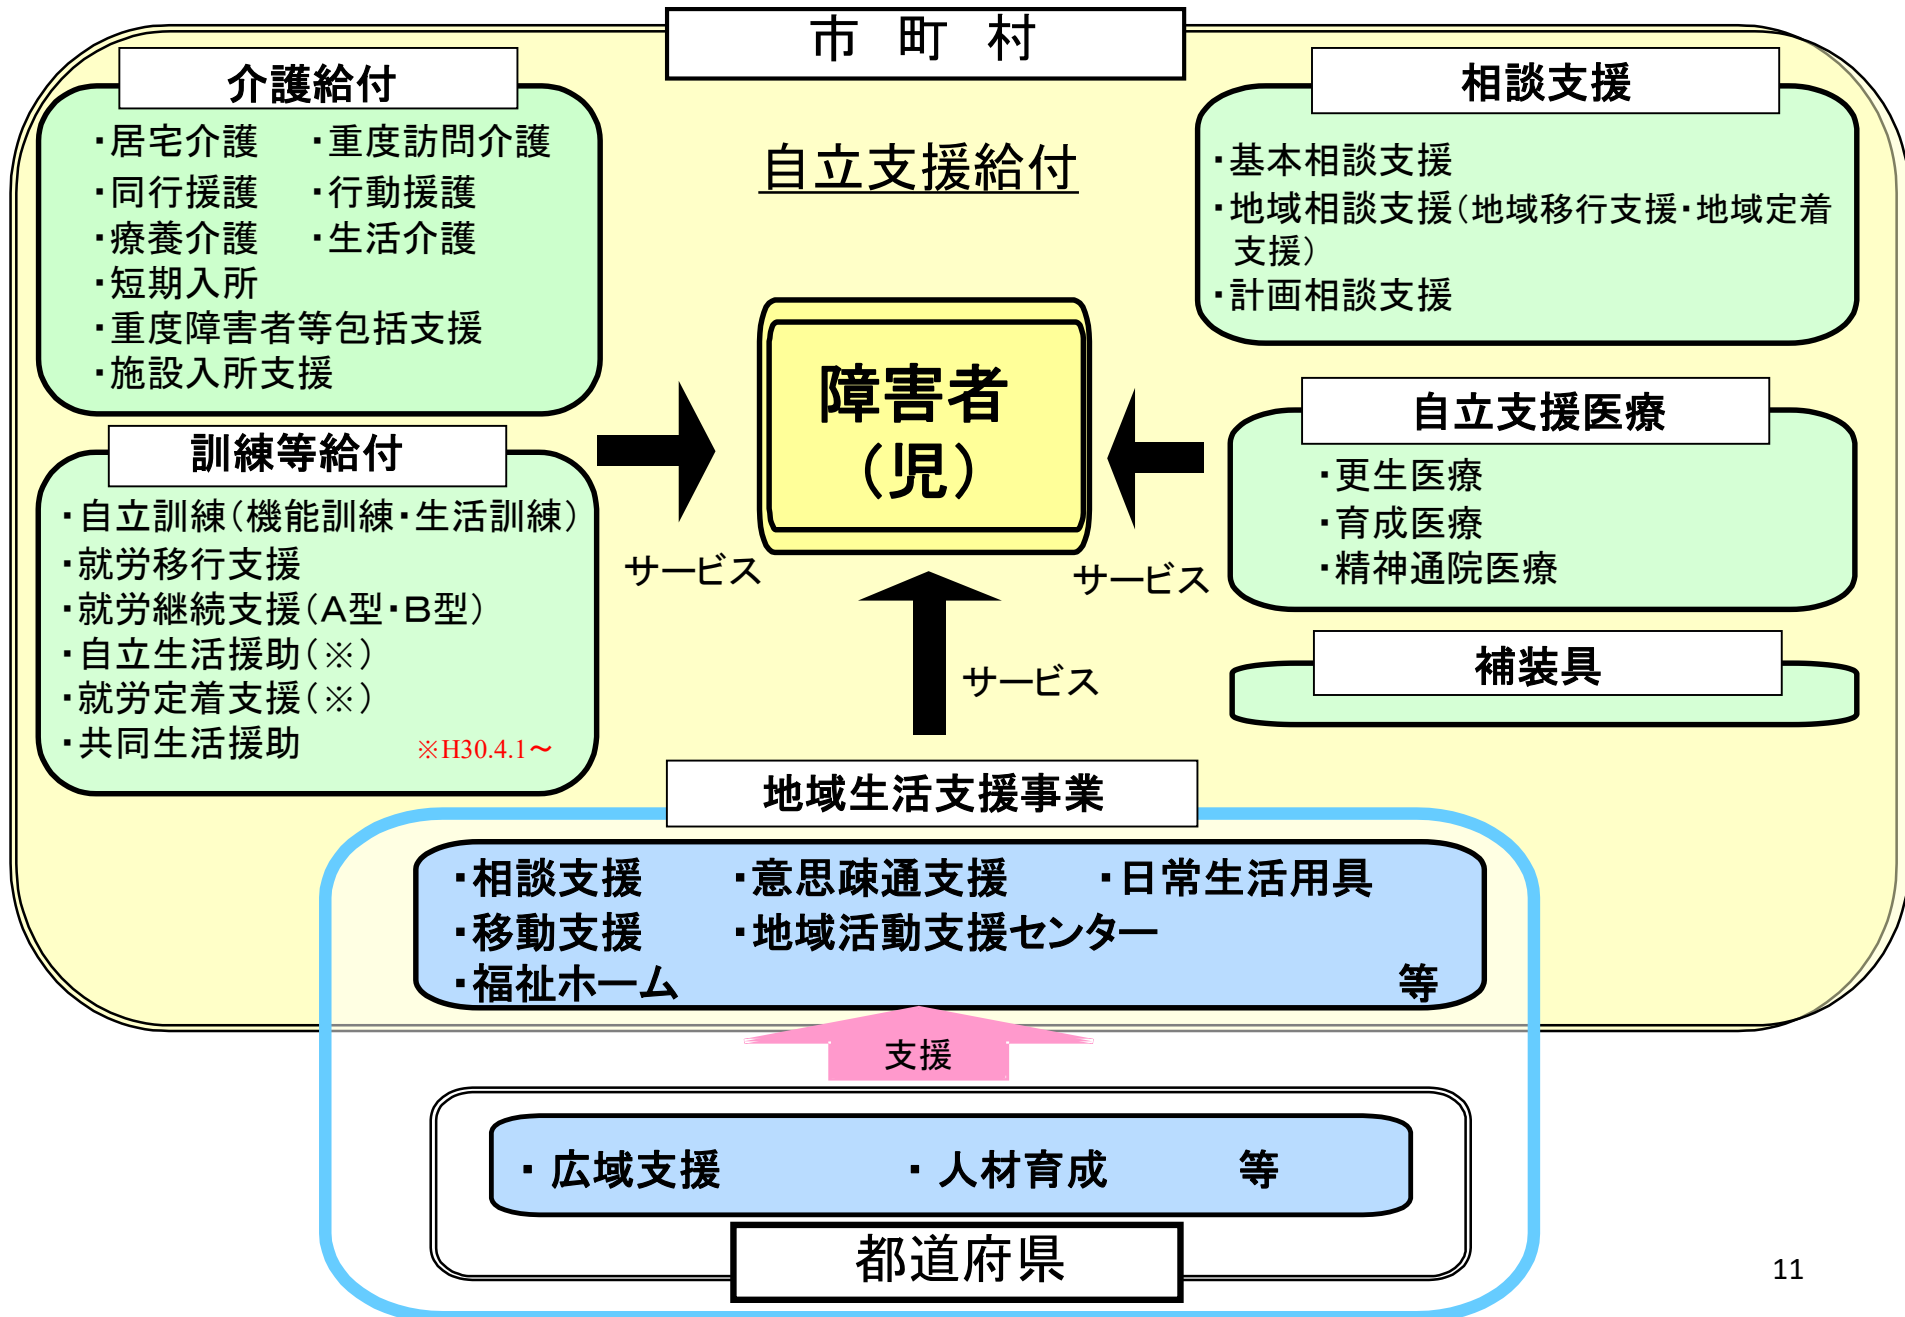 市　町　村
介護給付
・居宅介護　・重度訪問介護
・同行援護　・行動援護
・療養介護　・生活介護
・短期入所
・重度障害者等包括支援
・施設入所支援
訓練等給付
・自立訓練（機能訓練・生活訓練）
・就労移行支援
・就労継続支援（A型・B型）
・自立生活援助（※）
・就労定着支援（※）
・共同生活援助　※H30.4.1～
自立支援給付
障害者
（児）
サービス
サービス
サービス
相談支援
・基本相談支援
・地域相談支援（地域移行支援・地域定着
支援）
・計画相談支援
自立支援医療
・更生医療
・育成医療
・精神通院医療
補装具
地域生活支援事業
・相談支援　・意思疎通支援　・日常生活用具
・移動支援　・地域活動支援センター
・福祉ホーム　等
支援
・広域支援　・人材育成　等
都道府県
11